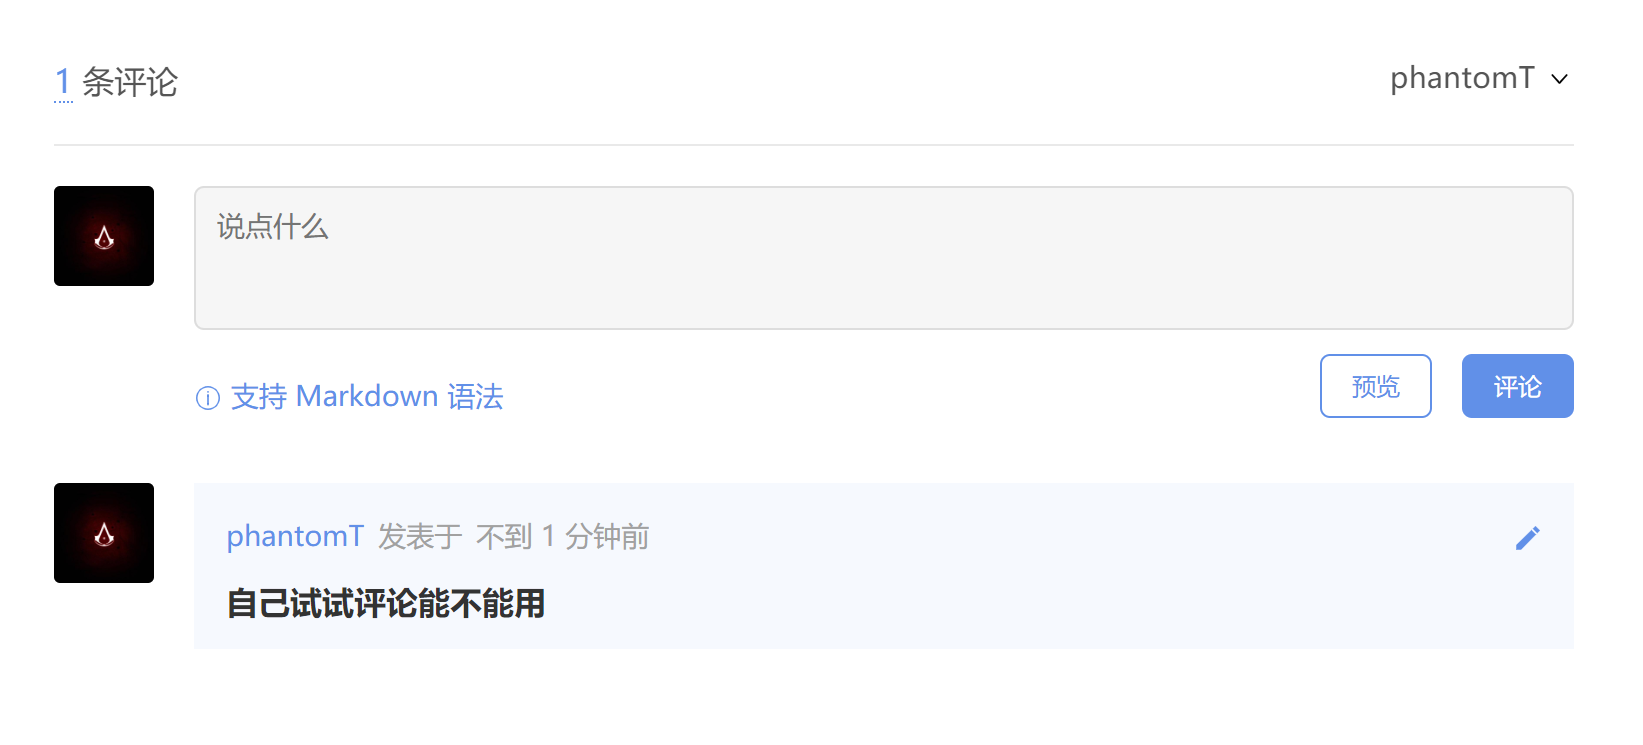 1 条评论
phantomT
说点什么
支持 Markdown 语法
预览
评论
phantomT 发表于 不到 1 分钟前
自己试试评论能不能用